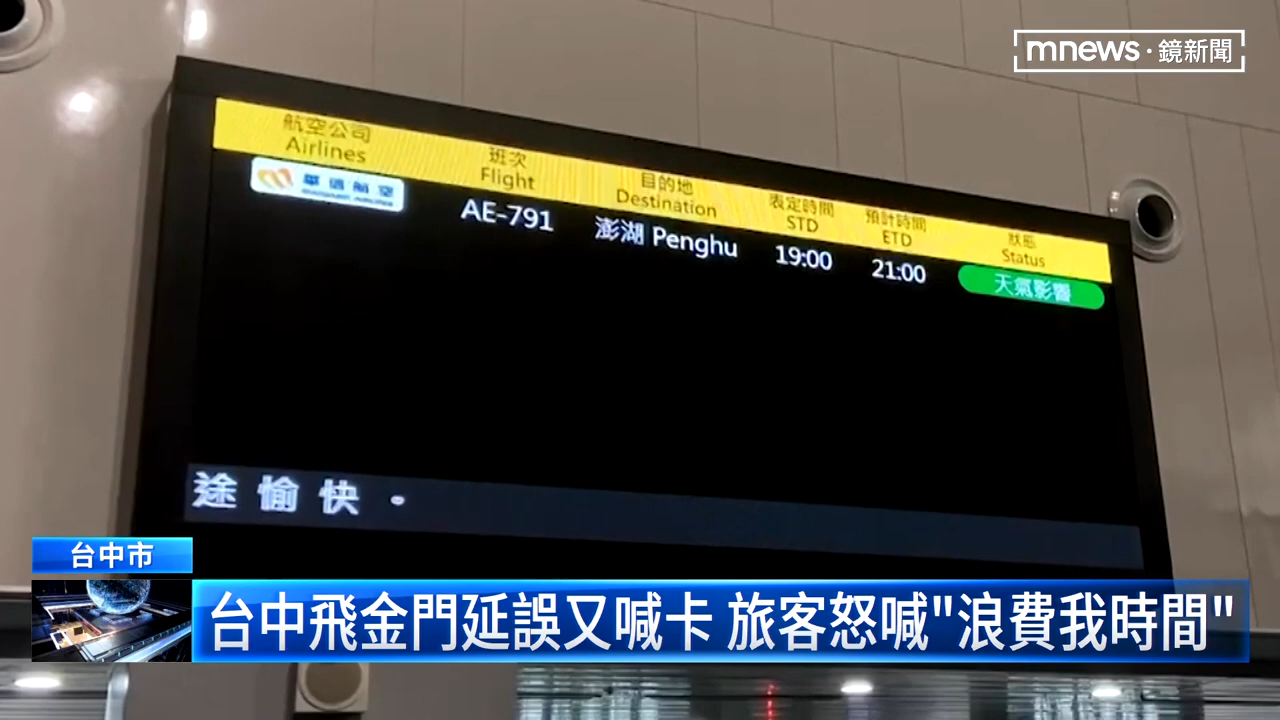 mnews·鏡新聞
航空公司 班次 目的地 表定時間 預計時間 狀態
Airlines Flight Destination STD ETD Status
華信航空 AE-791 澎湖 Penghu 19:00 21:00 天氣影響
途愉快。
台中市
台中飛金門延誤又喊卡 旅客怒喊"浪費我時間"